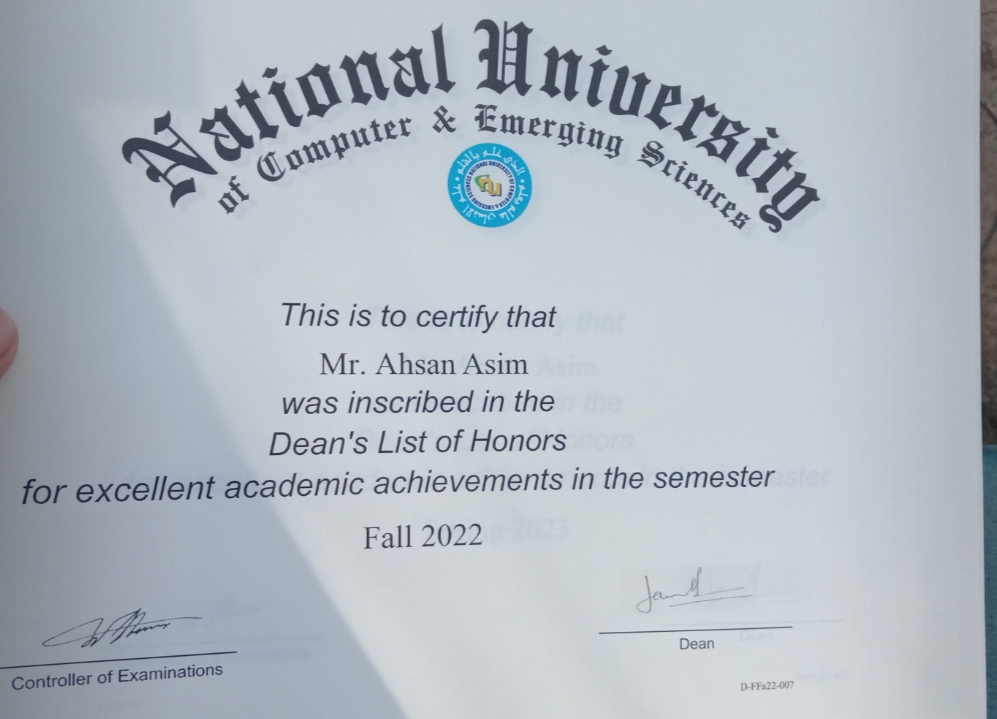 National University
of Computer & Emerging Sciences
This is to certify that
Mr. Ahsan Asim
was inscribed in the
Dean's List of Honors
for excellent academic achievements in the semester
Fall 2022
Controller of Examinations
Dean
D-FFa22-007